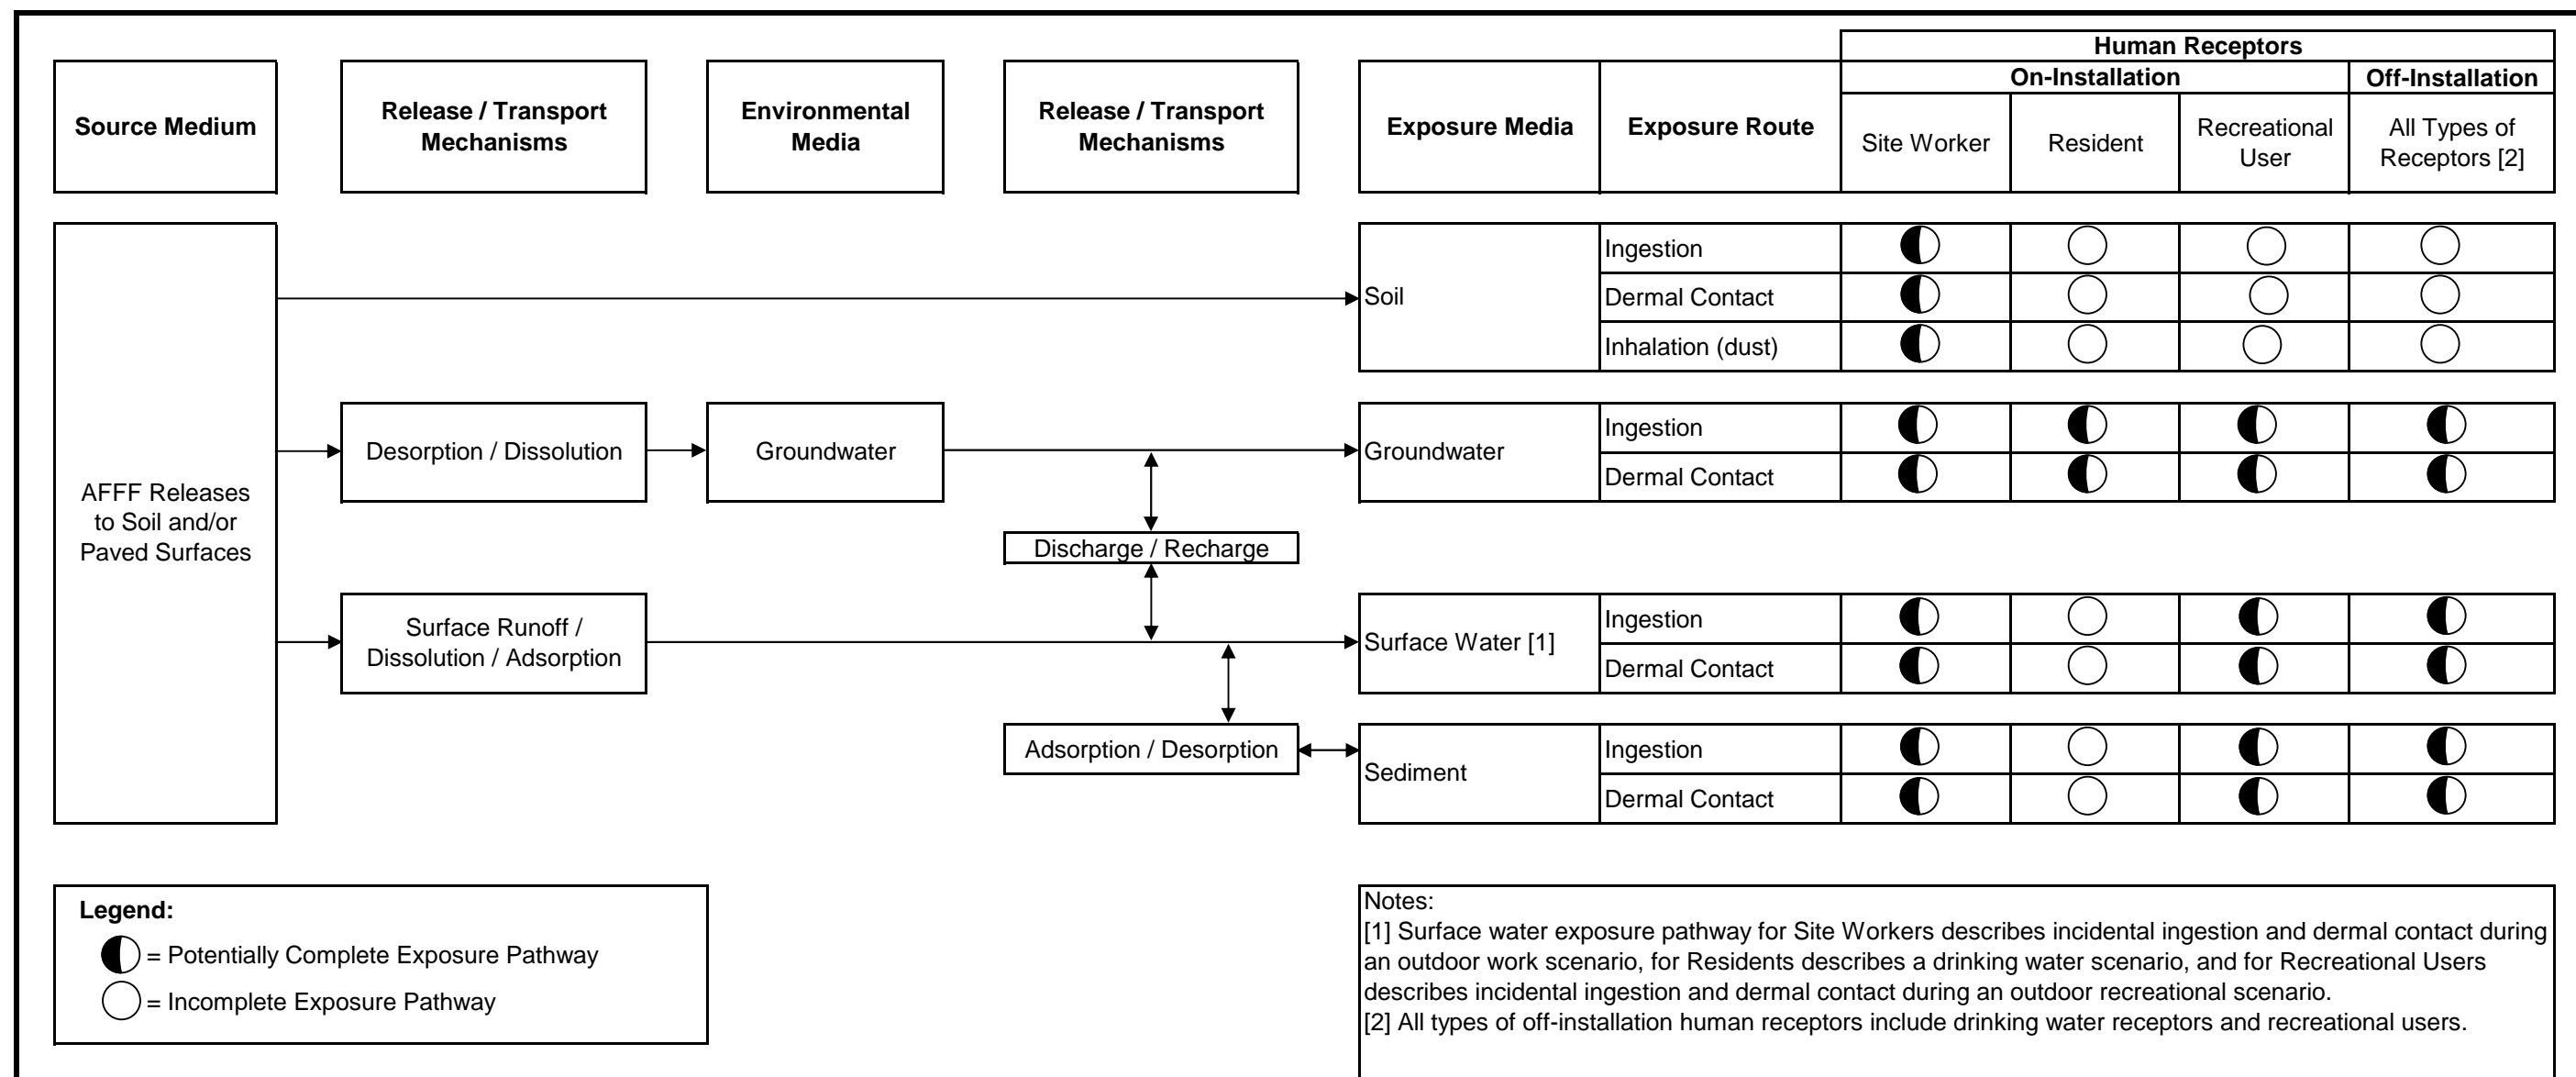 Human Receptors
On-Installation
Off-Installation
Source Medium
Release / Transport
Mechanisms
Environmental
Media
Release / Transport
Mechanisms
Exposure Media
Exposure Route
Site Worker
Resident
Recreational
User
All Types of
Receptors [2]
AFFF Releases
to Soil and/or
Paved Surfaces
Soil
Ingestion
Dermal Contact
Inhalation (dust)
Desorption / Dissolution
Groundwater
Groundwater
Ingestion
Dermal Contact
Discharge / Recharge
Surface Runoff /
Dissolution / Adsorption
Surface Water [1]
Ingestion
Dermal Contact
Adsorption / Desorption
Sediment
Ingestion
Dermal Contact
Legend:
= Potentially Complete Exposure Pathway
= Incomplete Exposure Pathway
Notes:
[1] Surface water exposure pathway for Site Workers describes incidental ingestion and dermal contact during
an outdoor work scenario, for Residents describes a drinking water scenario, and for Recreational Users
describes incidental ingestion and dermal contact during an outdoor recreational scenario.
[2] All types of off-installation human receptors include drinking water receptors and recreational users.